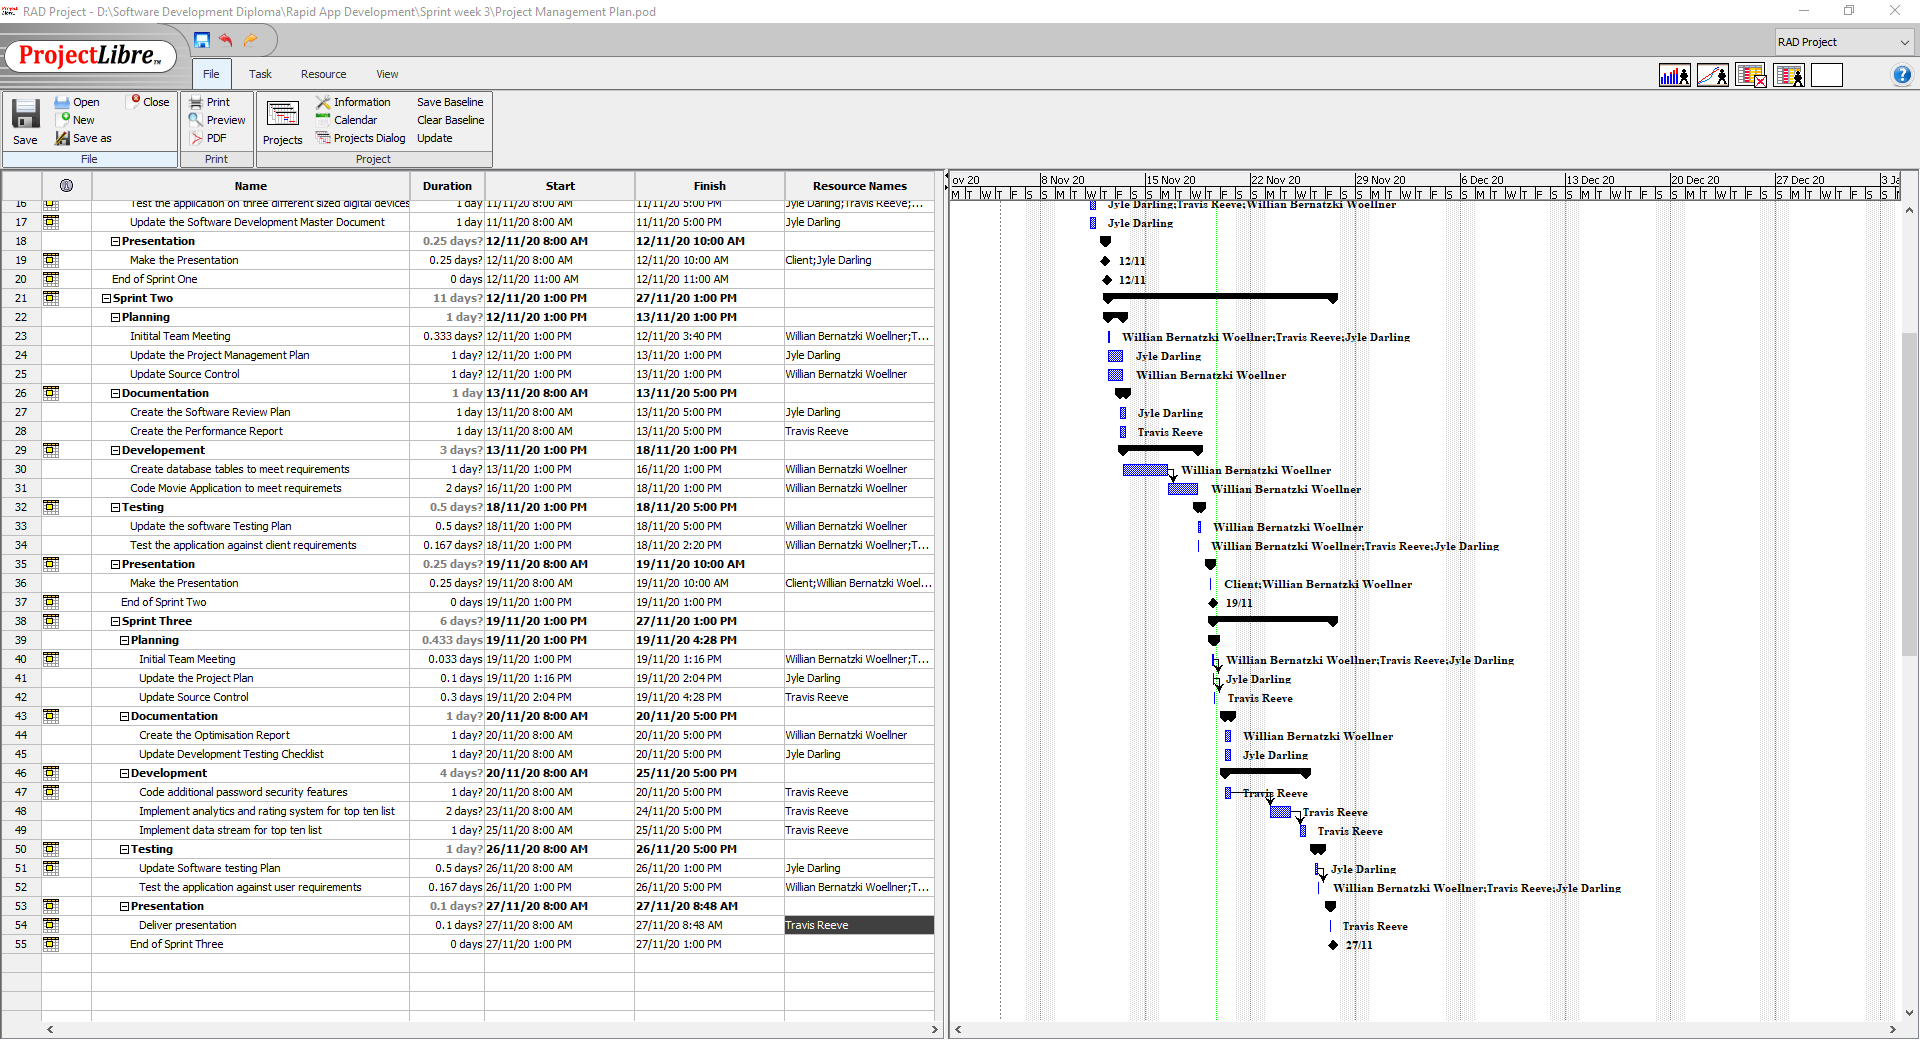 RAD Project - D:\Software Development Diploma\Rapid App Development\Sprint week 3\Project Management Plan.pod
ProjectLibre
RAD Project
File Task Resource View
Save
Open
New
Save as
Close
File
Print
Preview
PDF
Print
Projects
Information
Calendar
Projects Dialog
Save Baseline
Clear Baseline
Update
Project
Name Duration Start Finish Resource Names
16 Test the application on three different sized digital devices 1 day 11/11/20 8:00 AM 11/11/20 5:00 PM Jyle Darling;Travis Reeve;...
17 Update the Software Development Master Document 1 day 11/11/20 8:00 AM 11/11/20 5:00 PM Jyle Darling
18 Presentation 0.25 days? 12/11/20 8:00 AM 12/11/20 10:00 AM
19 Make the Presentation 0.25 days? 12/11/20 8:00 AM 12/11/20 10:00 AM Client;Jyle Darling
20 End of Sprint One 0 days 12/11/20 11:00 AM 12/11/20 11:00 AM
21 Sprint Two 11 days? 12/11/20 1:00 PM 27/11/20 1:00 PM
22 Planning 1 day? 12/11/20 1:00 PM 13/11/20 1:00 PM
23 Initital Team Meeting 0.333 days? 12/11/20 1:00 PM 12/11/20 3:40 PM Willian Bernatzki Woellner;T...
24 Update the Project Management Plan 1 day? 12/11/20 1:00 PM 13/11/20 1:00 PM Jyle Darling
25 Update Source Control 1 day? 12/11/20 1:00 PM 13/11/20 1:00 PM Willian Bernatzki Woellner
26 Documentation 1 day 13/11/20 8:00 AM 13/11/20 5:00 PM
27 Create the Software Review Plan 1 day 13/11/20 8:00 AM 13/11/20 5:00 PM Jyle Darling
28 Create the Performance Report 1 day 13/11/20 8:00 AM 13/11/20 5:00 PM Travis Reeve
29 Developement 3 days? 13/11/20 1:00 PM 18/11/20 1:00 PM
30 Create database tables to meet requirements 1 day? 13/11/20 1:00 PM 16/11/20 1:00 PM Willian Bernatzki Woellner
31 Code Movie Application to meet requiremets 2 days? 16/11/20 1:00 PM 18/11/20 1:00 PM Willian Bernatzki Woellner
32 Testing 0.5 days? 18/11/20 1:00 PM 18/11/20 5:00 PM
33 Update the software Testing Plan 0.5 days? 18/11/20 1:00 PM 18/11/20 5:00 PM Willian Bernatzki Woellner
34 Test the application against client requirements 0.167 days? 18/11/20 1:00 PM 18/11/20 2:20 PM Willian Bernatzki Woellner;T...
35 Presentation 0.25 days? 19/11/20 8:00 AM 19/11/20 10:00 AM
36 Make the Presentation 0.25 days? 19/11/20 8:00 AM 19/11/20 10:00 AM Client;Willian Bernatzki Woel...
37 End of Sprint Two 0 days 19/11/20 1:00 PM 19/11/20 1:00 PM
38 Sprint Three 6 days? 19/11/20 1:00 PM 27/11/20 1:00 PM
39 Planning 0.433 days 19/11/20 1:00 PM 19/11/20 4:28 PM
40 Initial Team Meeting 0.033 days 19/11/20 1:00 PM 19/11/20 1:16 PM Willian Bernatzki Woellner;T...
41 Update the Project Plan 0.1 days 19/11/20 1:16 PM 19/11/20 2:04 PM Jyle Darling
42 Update Source Control 0.3 days 19/11/20 2:04 PM 19/11/20 4:28 PM Travis Reeve
43 Documentation 1 day? 20/11/20 8:00 AM 20/11/20 5:00 PM
44 Create the Optimisation Report 1 day? 20/11/20 8:00 AM 20/11/20 5:00 PM Willian Bernatzki Woellner
45 Update Development Testing Checklist 1 day? 20/11/20 8:00 AM 20/11/20 5:00 PM Jyle Darling
46 Development 4 days? 20/11/20 8:00 AM 25/11/20 5:00 PM
47 Code additional password security features 1 day? 20/11/20 8:00 AM 20/11/20 5:00 PM Travis Reeve
48 Implement analytics and rating system for top ten list 2 days? 23/11/20 8:00 AM 24/11/20 5:00 PM Travis Reeve
49 Implement data stream for top ten list 1 day? 25/11/20 8:00 AM 25/11/20 5:00 PM Travis Reeve
50 Testing 1 day? 26/11/20 8:00 AM 26/11/20 5:00 PM
51 Update Software testing Plan 0.5 days? 26/11/20 8:00 AM 26/11/20 1:00 PM Jyle Darling
52 Test the application against user requirements 0.167 days? 26/11/20 1:00 PM 26/11/20 5:00 PM Willian Bernatzki Woellner;T...
53 Presentation 0.1 days? 27/11/20 8:00 AM 27/11/20 8:48 AM
54 Deliver presentation 0.1 days? 27/11/20 8:00 AM 27/11/20 8:48 AM Travis Reeve
55 End of Sprint Three 0 days 27/11/20 1:00 PM 27/11/20 1:00 PM
ov 20 8 Nov 20 15 Nov 20 22 Nov 20 29 Nov 20 6 Dec 20 13 Dec 20 20 Dec 20 27 Dec 20 3 Ja
M T W T F S S M T W T F S S M T W T F S S M T W T F S S M T W T F S S M T W T F S S M T W T F S S M T W T F S S M T W T F S S
Jyle Darling;Travis Reeve;Willian Bernatzki Woellner
Jyle Darling
12/11
12/11
Willian Bernatzki Woellner;Travis Reeve;Jyle Darling
Jyle Darling
Willian Bernatzki Woellner
Jyle Darling
Travis Reeve
Willian Bernatzki Woellner
Willian Bernatzki Woellner
Willian Bernatzki Woellner
Willian Bernatzki Woellner;Travis Reeve;Jyle Darling
Client;Willian Bernatzki Woellner
19/11
Willian Bernatzki Woellner;Travis Reeve;Jyle Darling
Jyle Darling
Travis Reeve
Willian Bernatzki Woellner
Jyle Darling
Travis Reeve
Travis Reeve
Travis Reeve
Jyle Darling
Willian Bernatzki Woellner;Travis Reeve;Jyle Darling
Travis Reeve
27/11